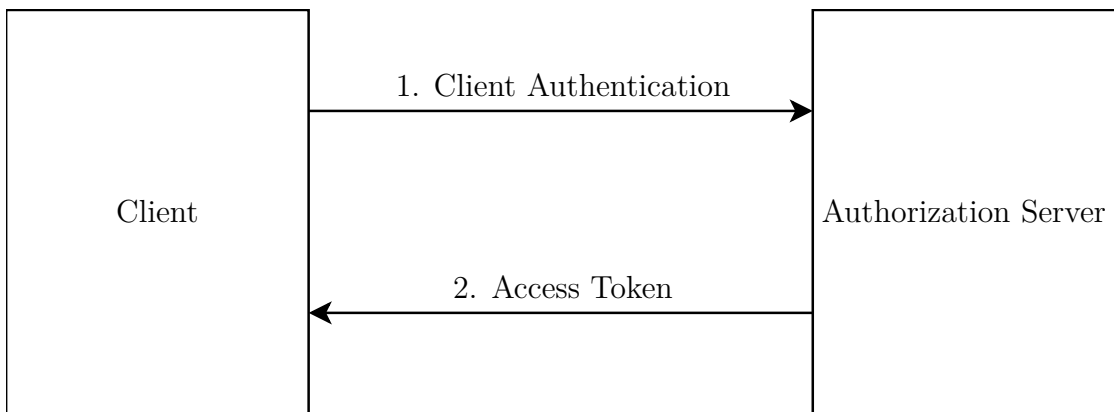 1. Client Authentication
Client
Authorization Server
2. Access Token